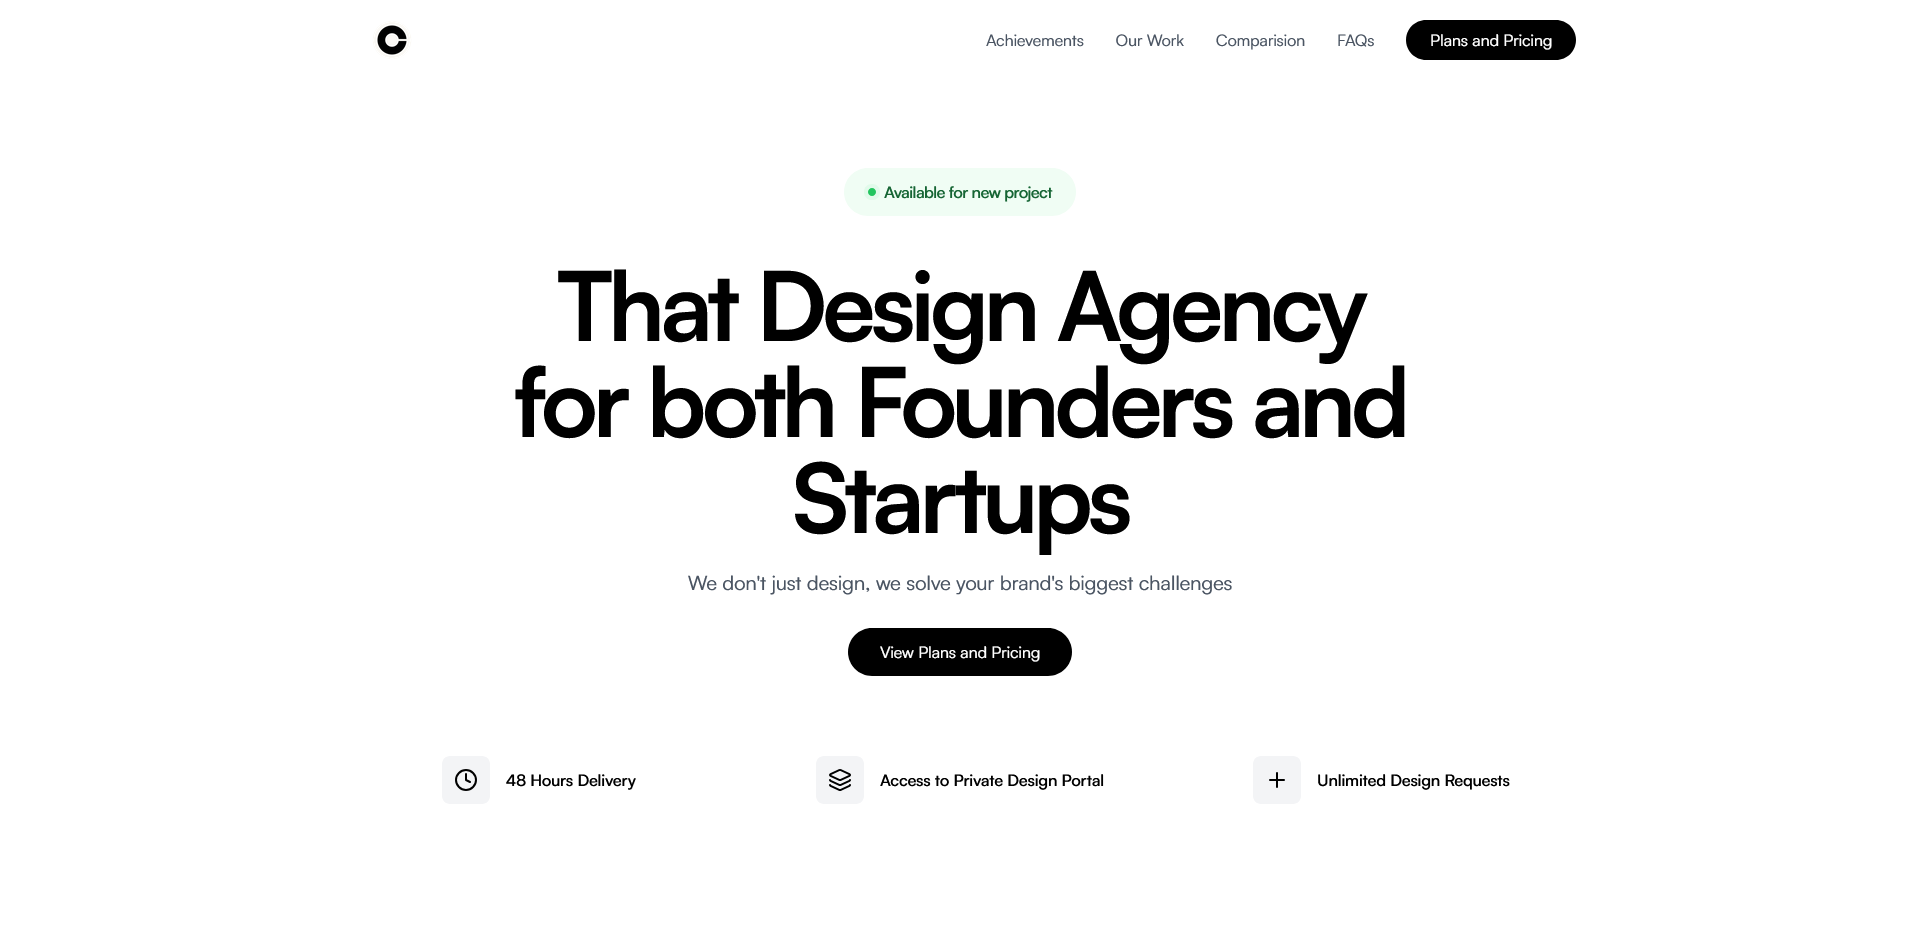 Achievements
Our Work
Comparision
FAQs
Plans and Pricing
Available for new project
That Design Agency
for both Founders and
Startups
We don't just design, we solve your brand's biggest challenges
View Plans and Pricing
48 Hours Delivery
Access to Private Design Portal
Unlimited Design Requests